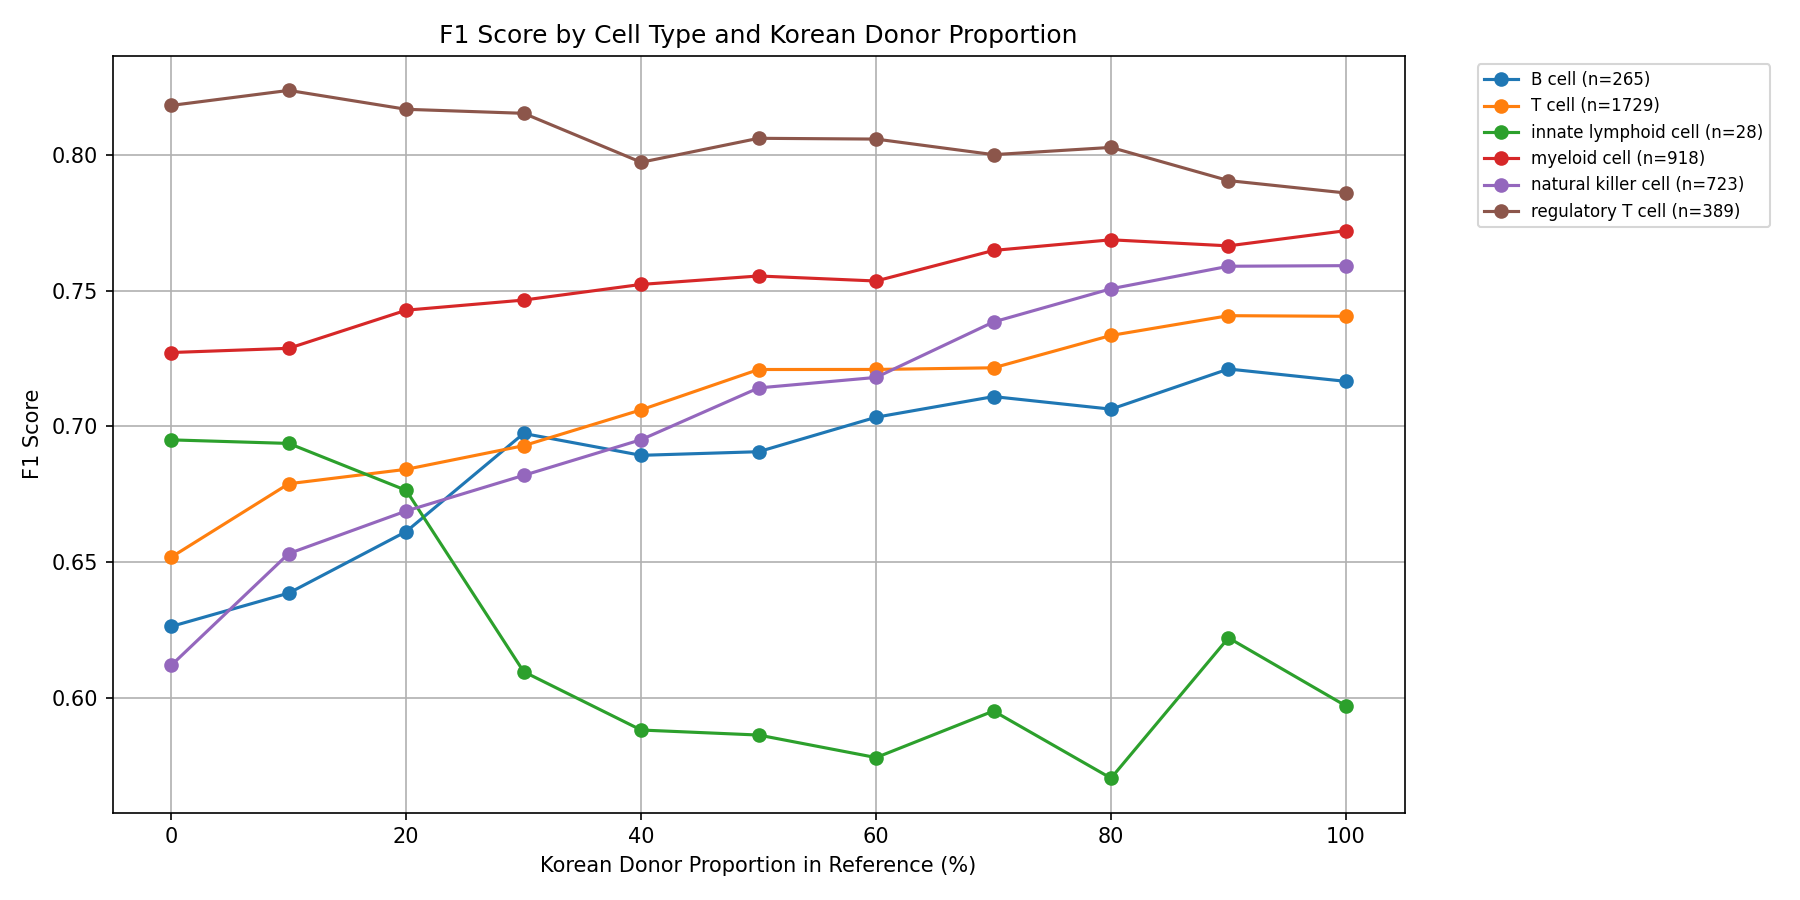 F1 Score by Cell Type and Korean Donor Proportion
F1 Score
0.80
0.75
0.70
0.65
0.60
0
20
40
60
80
100
Korean Donor Proportion in Reference (%)
B cell (n=265)
T cell (n=1729)
innate lymphoid cell (n=28)
myeloid cell (n=918)
natural killer cell (n=723)
regulatory T cell (n=389)